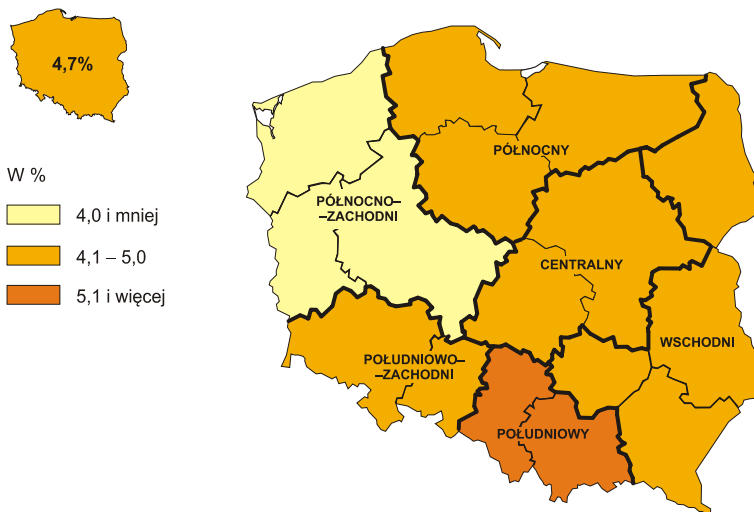 4,7%
W %
4,0 i mniej
4,1 – 5,0
5,1 i więcej
PÓŁNOCNY
PÓŁNOCNO–
–ZACHODNI
CENTRALNY
WSCHODNI
POŁUDNIOWO–
–ZACHODNI
POŁUDNIOWY